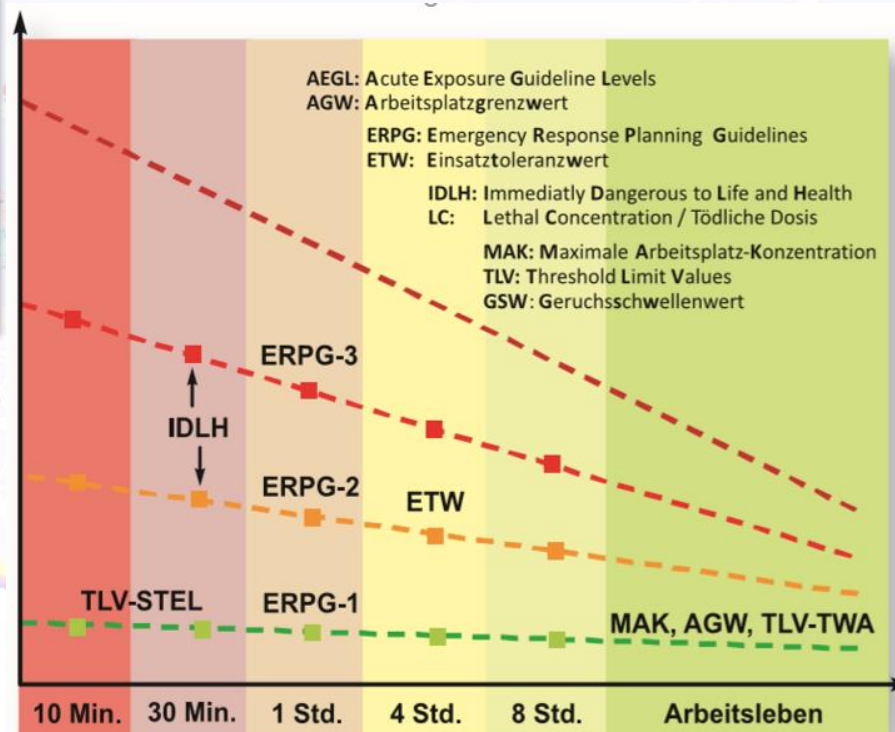 AEGL: Acute Exposure Guideline Levels
AGW: Arbeitsplatzgrenzwert
ERPG: Emergency Response Planning Guidelines
ETW: Einsatztoleranzwert
IDLH: Immediatly Dangerous to Life and Health
LC: Lethal Concentration / Tödliche Dosis
MAK: Maximale Arbeitsplatz-Konzentration
TLV: Threshold Limit Values
GSW: Geruchsschwellenwert
ERPG-3
IDLH
ERPG-2
ETW
TLV-STEL
ERPG-1
MAK, AGW, TLV-TWA
10 Min.
30 Min.
1 Std.
4 Std.
8 Std.
Arbeitsleben